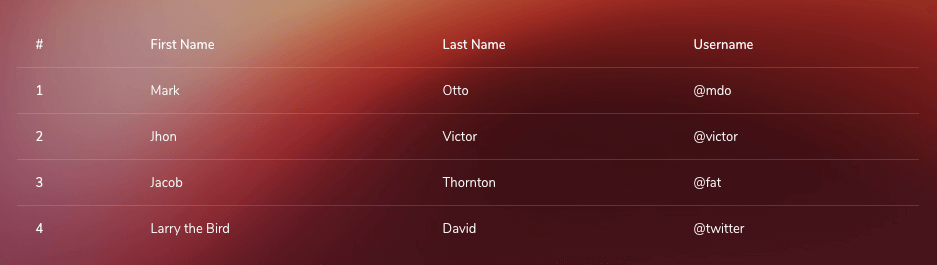 # First Name Last Name Username
1 Mark Otto @mdo
2 Jhon Victor @victor
3 Jacob Thornton @fat
4 Larry the Bird David @twitter